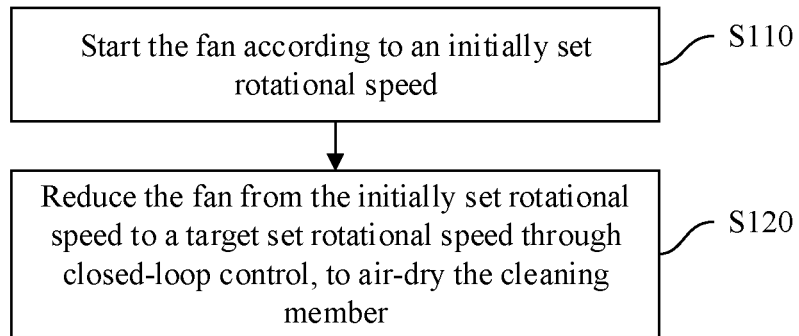 Start the fan according to an initially set
rotational speed
S110
Reduce the fan from the initially set rotational
speed to a target set rotational speed through
closed-loop control, to air-dry the cleaning
member
S120